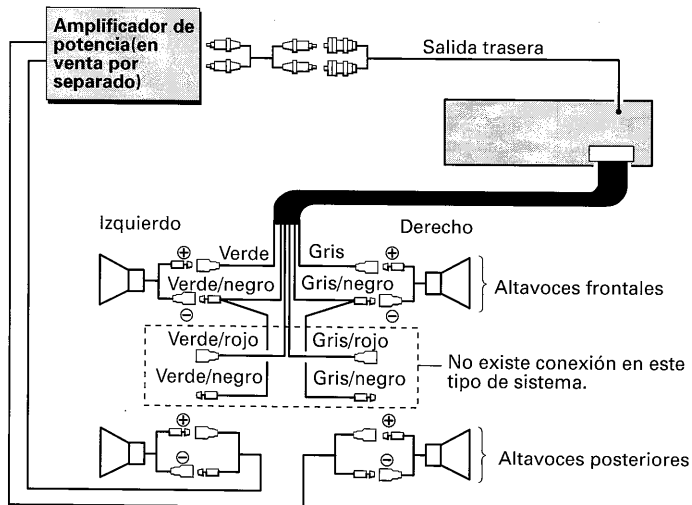 Amplificador de
potencia(en
venta por
separado)
Salida trasera
Izquierdo
Derecho
⊕
Verde
Gris
⊕
Verde/negro
Gris/negro
Altavoces frontales
⊖
⊖
Verde/rojo
Gris/rojo
No existe conexión en este
tipo de sistema.
Verde/negro
Gris/negro
⊕
⊕
⊖
⊖
Altavoces posteriores